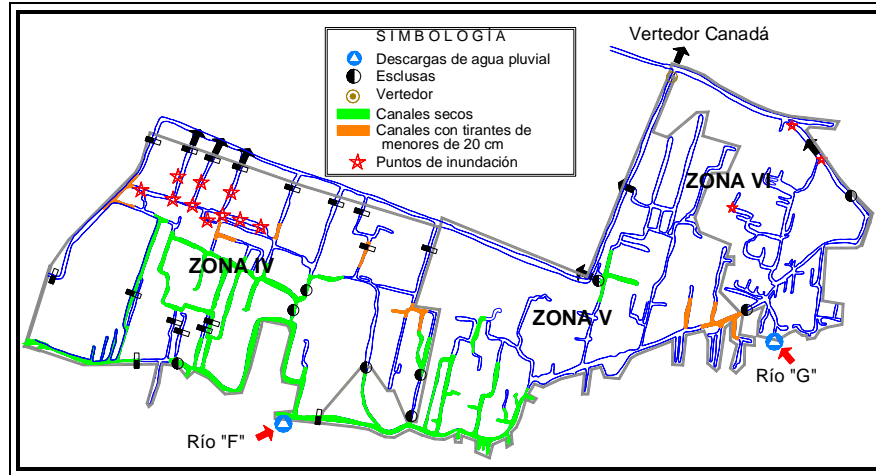 SIMBOLOGÍA
Descargas de agua pluvial
Esclusas
Vertedor
Canales secos
Canales con tirantes de
menores de 20 cm
Puntos de inundación
Vertedor Canadá
ZONA VI
ZONA IV
ZONA V
Río "G"
Río "F"